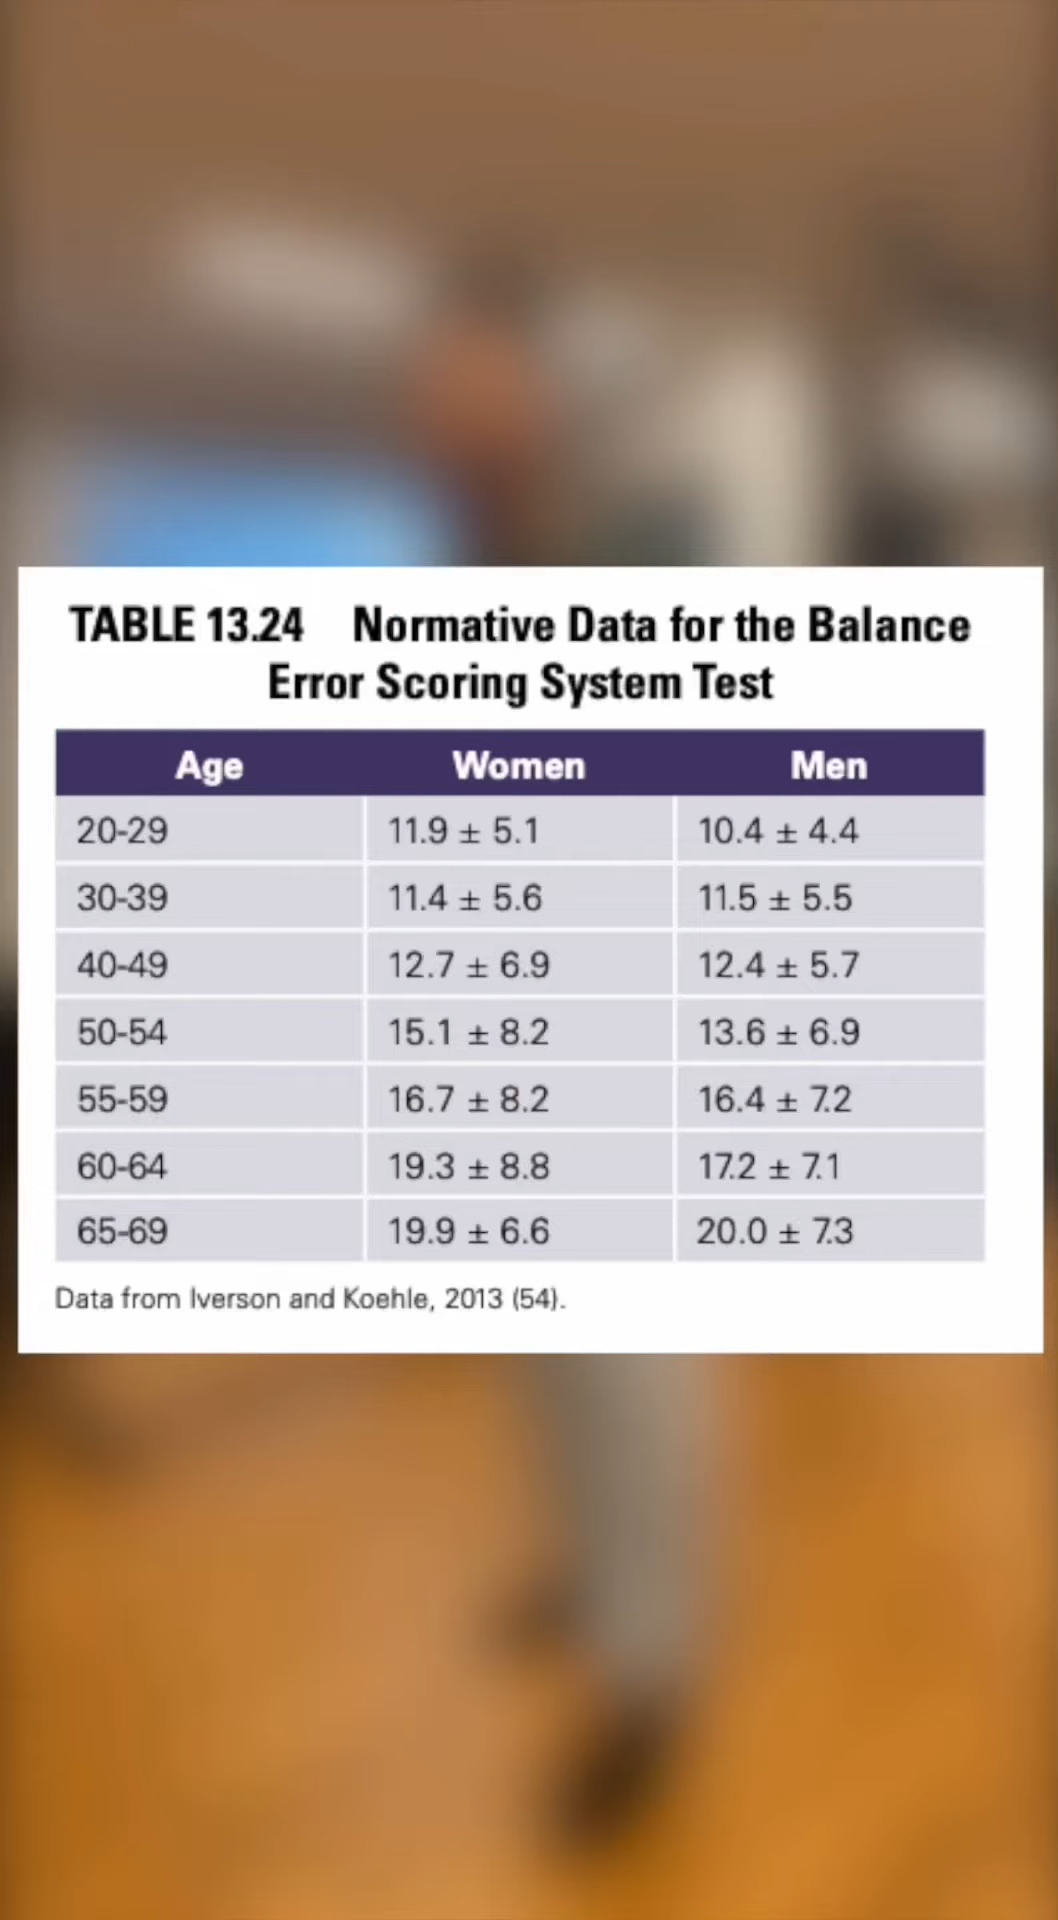 TABLE 13.24 Normative Data for the Balance
Error Scoring System Test
Age Women Men
20-29 11.9 ± 5.1 10.4 ± 4.4
30-39 11.4 ± 5.6 11.5 ± 5.5
40-49 12.7 ± 6.9 12.4 ± 5.7
50-54 15.1 ± 8.2 13.6 ± 6.9
55-59 16.7 ± 8.2 16.4 ± 7.2
60-64 19.3 ± 8.8 17.2 ± 7.1
65-69 19.9 ± 6.6 20.0 ± 7.3
Data from Iverson and Koehle, 2013 (54).